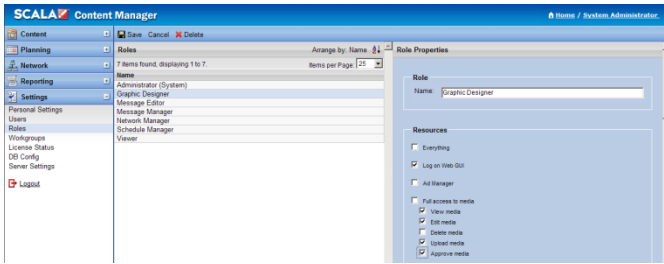 SCALA Content Manager
Home / System Administrator
Content
Planning
Network
Reporting
Settings
Personal Settings
Users
Roles
Workgroups
License Status
DB Config
Server Settings
Logout
Save Cancel Delete
Roles Arrange by: Name
7 items found, displaying 1 to 7. Items per Page: 25
Name
Administrator (System)
Graphic Designer
Message Editor
Message Manager
Network Manager
Schedule Manager
Viewer
Role Properties
Role
Name: Graphic Designer
Resources
Everything
Log on Web GUI
Ad Manager
Full access to media
View media
Edit media
Delete media
Upload media
Approve media